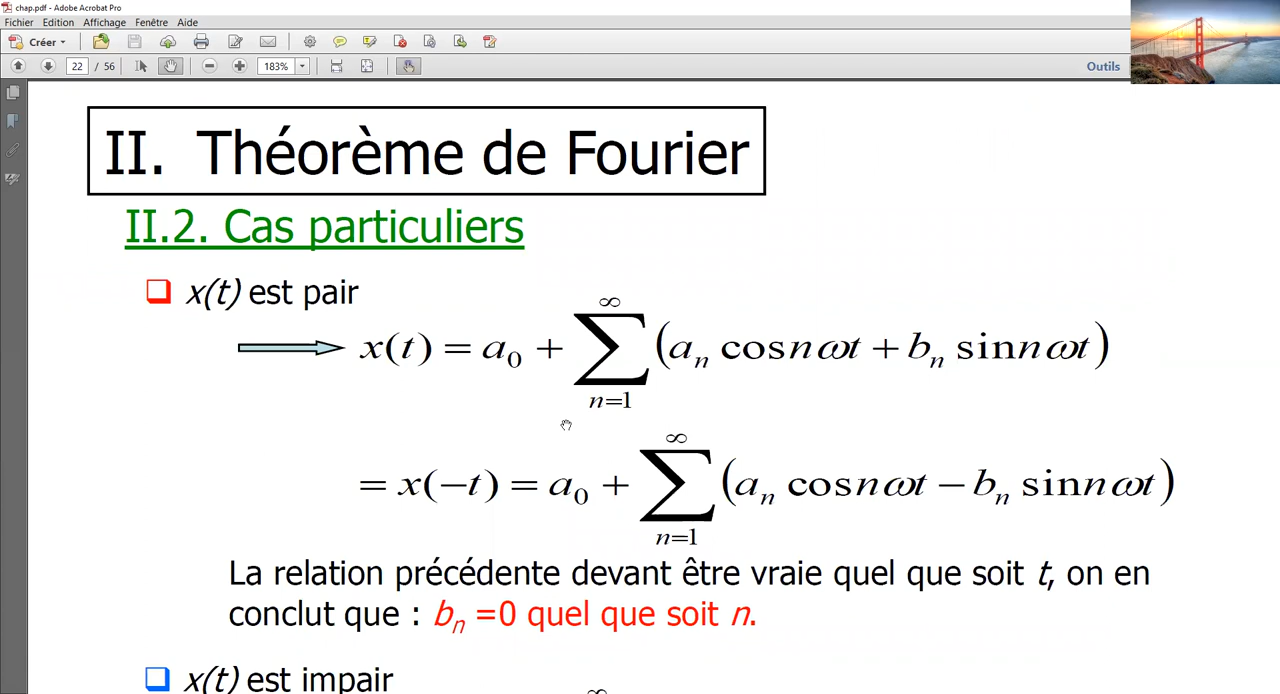 chap.pdf - Adobe Acrobat Pro
Fichier Edition Affichage Fenêtre Aide
Créer
22 / 56 183% Outils
II. Théorème de Fourier
II.2. Cas particuliers
x(t) est pair
x(t) = a₀ + ∑_{n=1}^{∞} (aₙ cos nωt + bₙ sin nωt)
= x(−t) = a₀ + ∑_{n=1}^{∞} (aₙ cos nωt − bₙ sin nωt)
La relation précédente devant être vraie quel que soit t, on en
conclut que : bₙ =0 quel que soit n.
x(t) est impair
∞